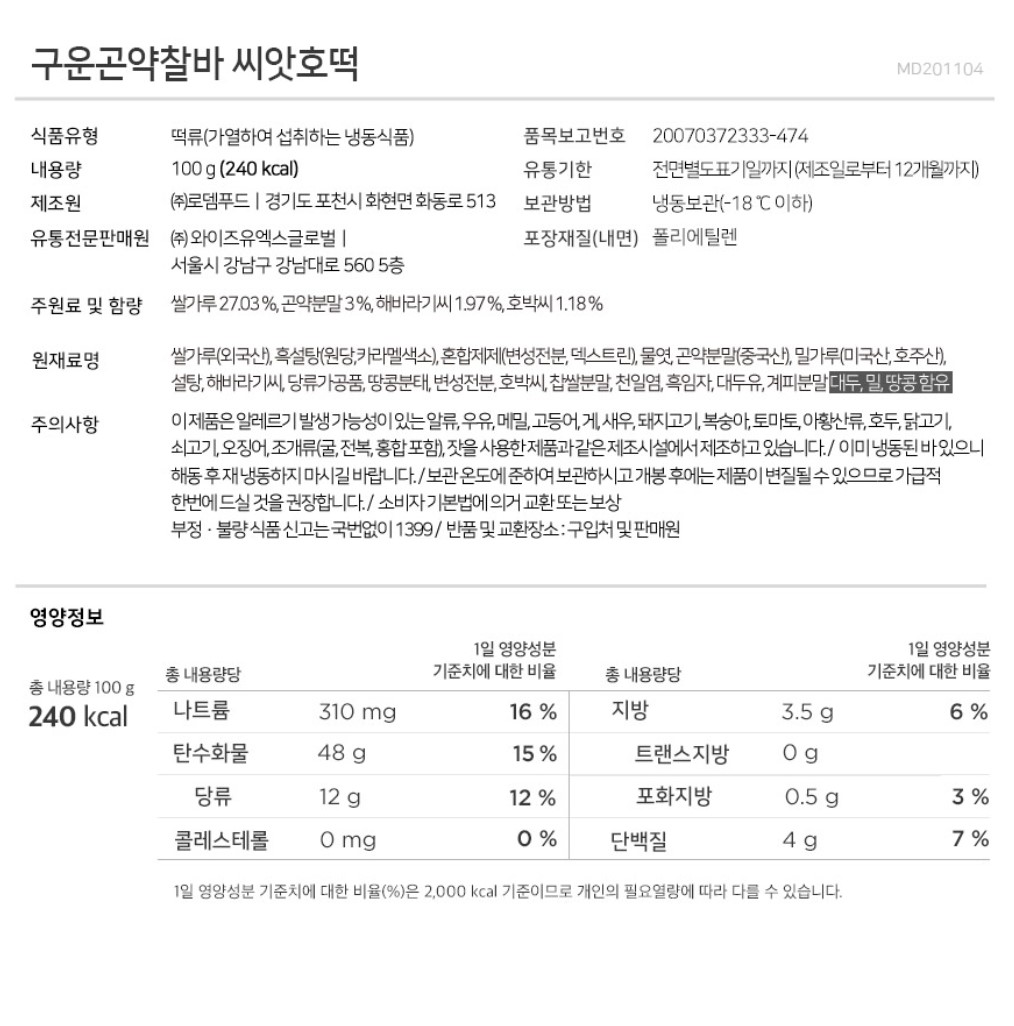 구운곤약찰바 씨앗호떡
MD201104
식품유형 떡류(가열하여 섭취하는 냉동식품) 품목보고번호 20070372333-474
내용량 100 g (240 kcal) 유통기한 전면별도표기일까지 (제조일로부터 12개월까지)
제조원 ㈜로뎀푸드 | 경기도 포천시 화현면 화동로 513 보관방법 냉동보관(-18 ℃ 이하)
유통전문판매원 ㈜ 와이즈유엑스글로벌 | 포장재질(내면) 폴리에틸렌
서울시 강남구 강남대로 560 5층
주원료 및 함량 쌀가루 27.03 %, 곤약분말 3 %, 해바라기씨 1.97 %, 호박씨 1.18 %
원재료명 쌀가루(외국산), 흑설탕(원당,카라멜색소), 혼합제제(변성전분, 덱스트린), 물엿, 곤약분말(중국산), 밀가루(미국산, 호주산),
설탕, 해바라기씨, 당류가공품, 땅콩분태, 변성전분, 호박씨, 찹쌀분말, 천일염, 흑임자, 대두유, 계피분말 대두, 밀, 땅콩 함유
주의사항 이 제품은 알레르기 발생 가능성이 있는 알류, 우유, 메밀, 고등어, 게, 새우, 돼지고기, 복숭아, 토마토, 아황산류, 호두, 닭고기,
쇠고기, 오징어, 조개류(굴, 전복, 홍합 포함), 잣을 사용한 제품과 같은 제조시설에서 제조하고 있습니다. / 이미 냉동된 바 있으니
해동 후 재 냉동하지 마시길 바랍니다. / 보관 온도에 준하여 보관하시고 개봉 후에는 제품이 변질될 수 있으므로 가급적
한번에 드실 것을 권장합니다. / 소비자 기본법에 의거 교환 또는 보상
부정 · 불량 식품 신고는 국번없이 1399 / 반품 및 교환장소 : 구입처 및 판매원
영양정보
총 내용량 100 g
240 kcal
총 내용량당 1일 영양성분 기준치에 대한 비율 총 내용량당 1일 영양성분 기준치에 대한 비율
나트륨 310 mg 16 % 지방 3.5 g 6 %
탄수화물 48 g 15 % 트랜스지방 0 g
당류 12 g 12 % 포화지방 0.5 g 3 %
콜레스테롤 0 mg 0 % 단백질 4 g 7 %
1일 영양성분 기준치에 대한 비율(%)은 2,000 kcal 기준이므로 개인의 필요열량에 따라 다를 수 있습니다.